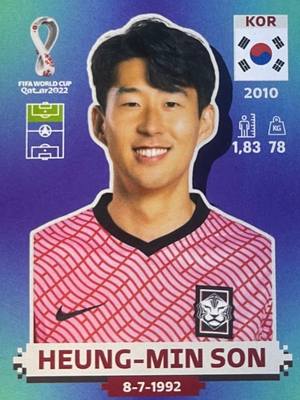 KOR
FIFA WORLD CUP
Qatar2022
2010
KG
1,83 78
HEUNG-MIN SON
8-7-1992